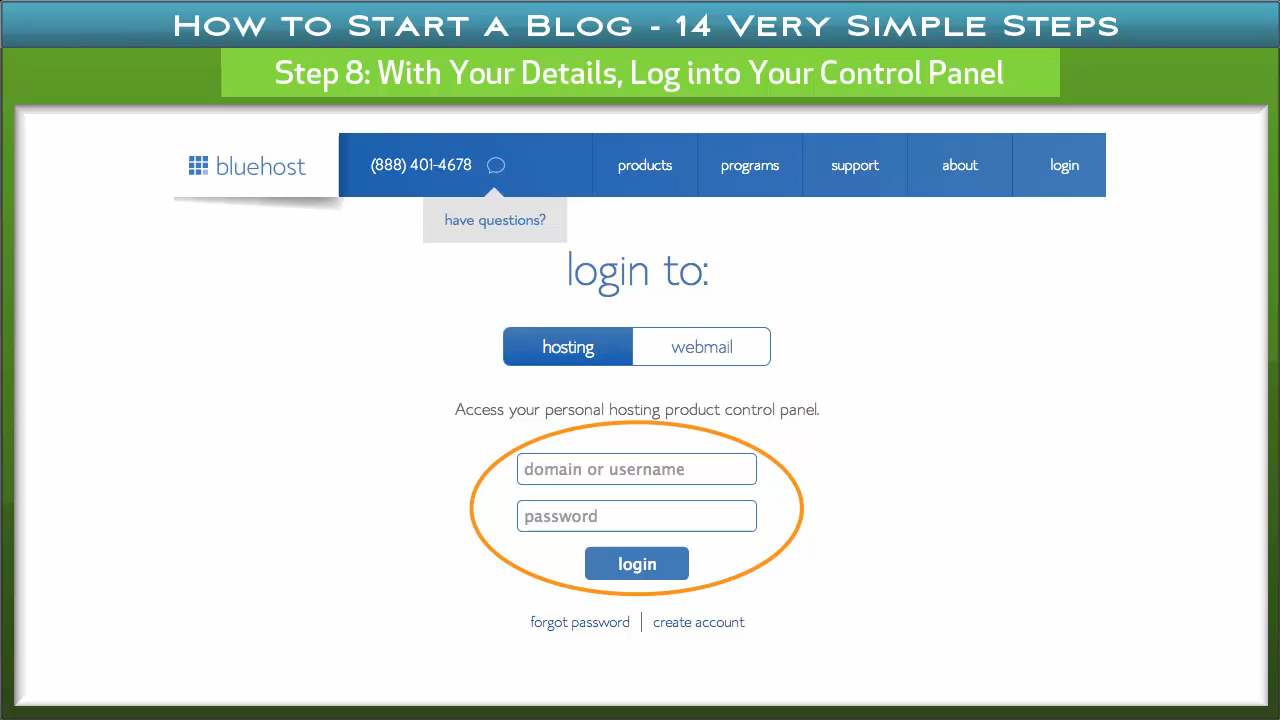 How to Start a Blog - 14 Very Simple Steps
Step 8: With Your Details, Log into Your Control Panel
bluehost
(888) 401-4678
products
programs
support
about
login
have questions?
login to:
hosting
webmail
Access your personal hosting product control panel.
domain or username
password
login
forgot password
create account